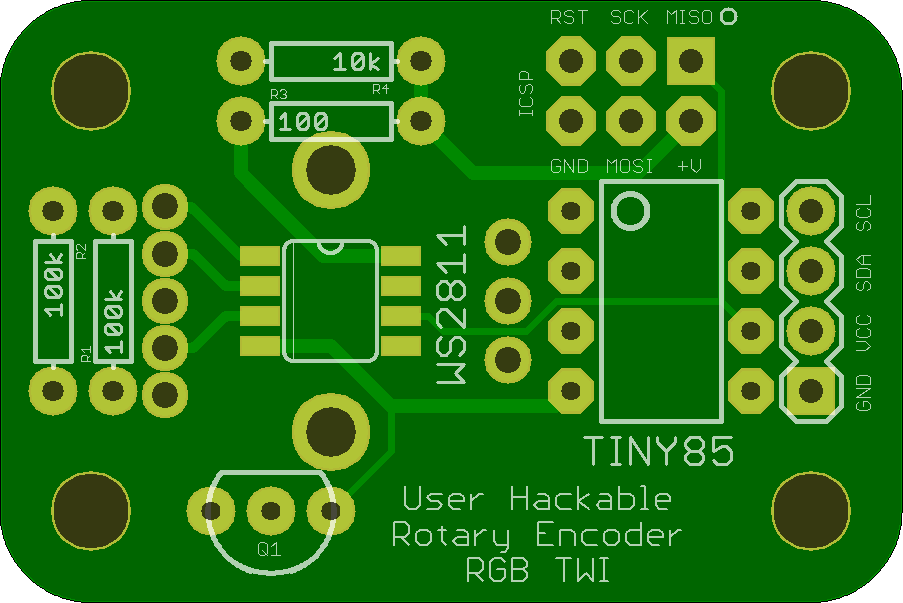 RST SCK MISO
ICSP
10k
R3 R4
100
GND MOSI +V
R2
100k
100k
R1
WS2811
SCL
SDA
VCC
GND
TINY85
User Hackable
Rotary Encoder
RGB TWI
Q1